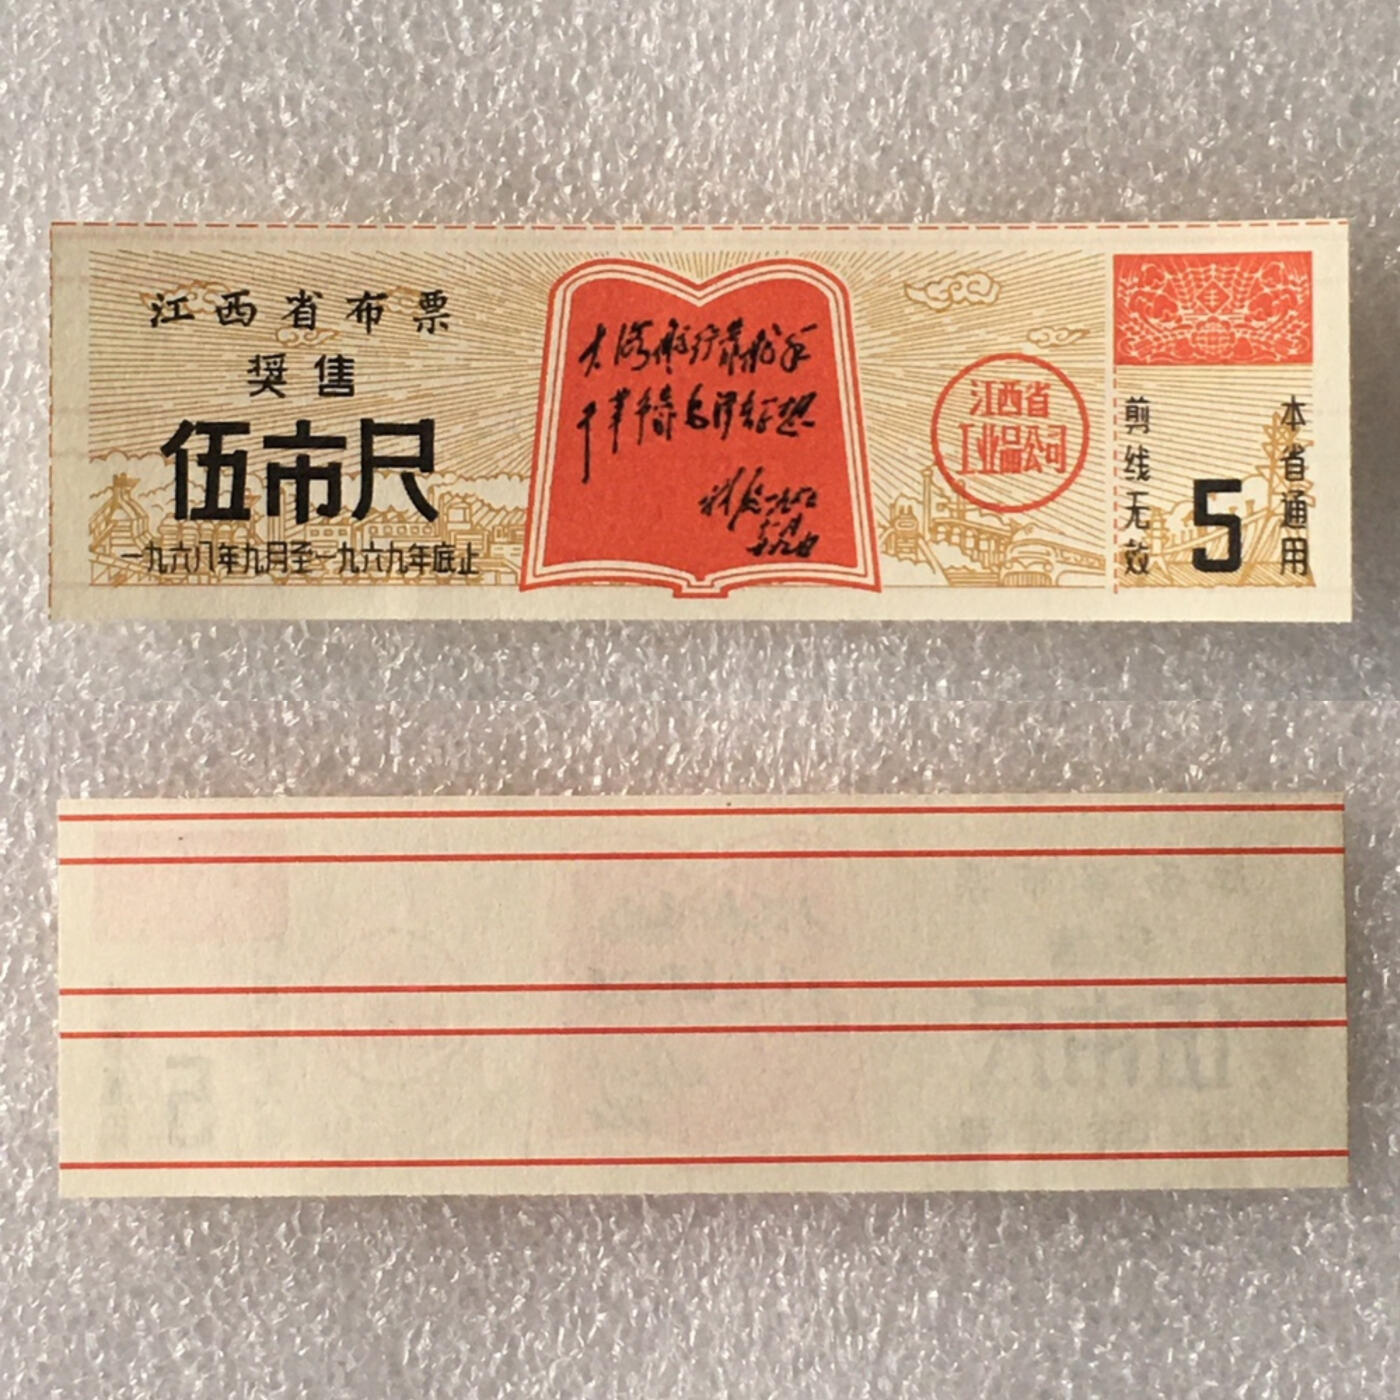 江西省布票
奖售
伍市尺
一九六八年九月至一九六九年底止
大海航行靠舵手
干革命靠毛泽东思想
林彪
江西省
工业品公司
剪线无效
5
本省通用